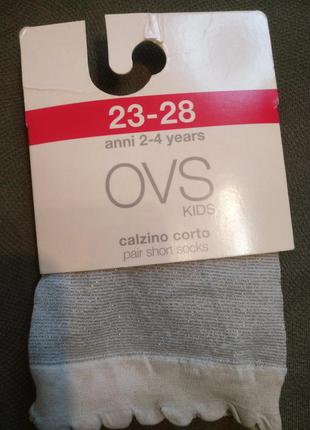 23-28
anni 2-4 years
OVS
KIDS
calzino corto
pair short socks